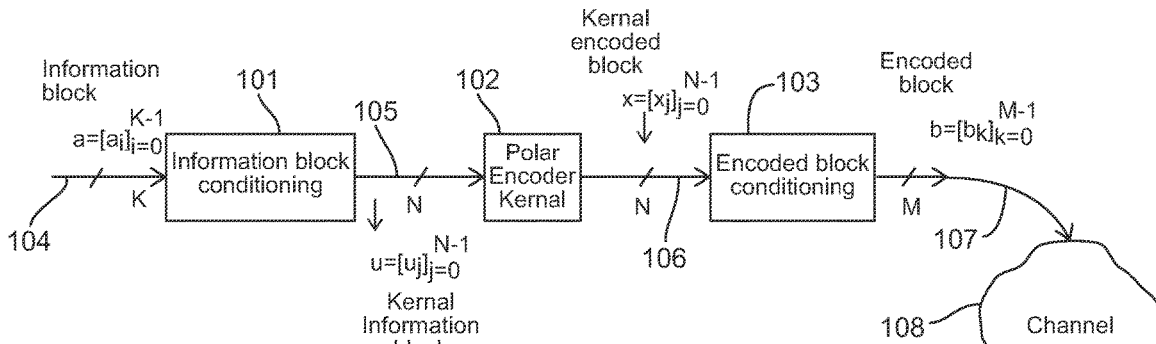 Information
block
a=[ai]i=0 K-1
104
K
101
Information block
conditioning
105
N
u=[uj]j=0 N-1
Kernal
Information
102
Polar
Encoder
Kernal
Kernal
encoded
block
x=[xj]j=0 N-1
N
106
103
Encoded block
conditioning
M
Encoded
block
b=[bk]k=0 M-1
107
108
Channel